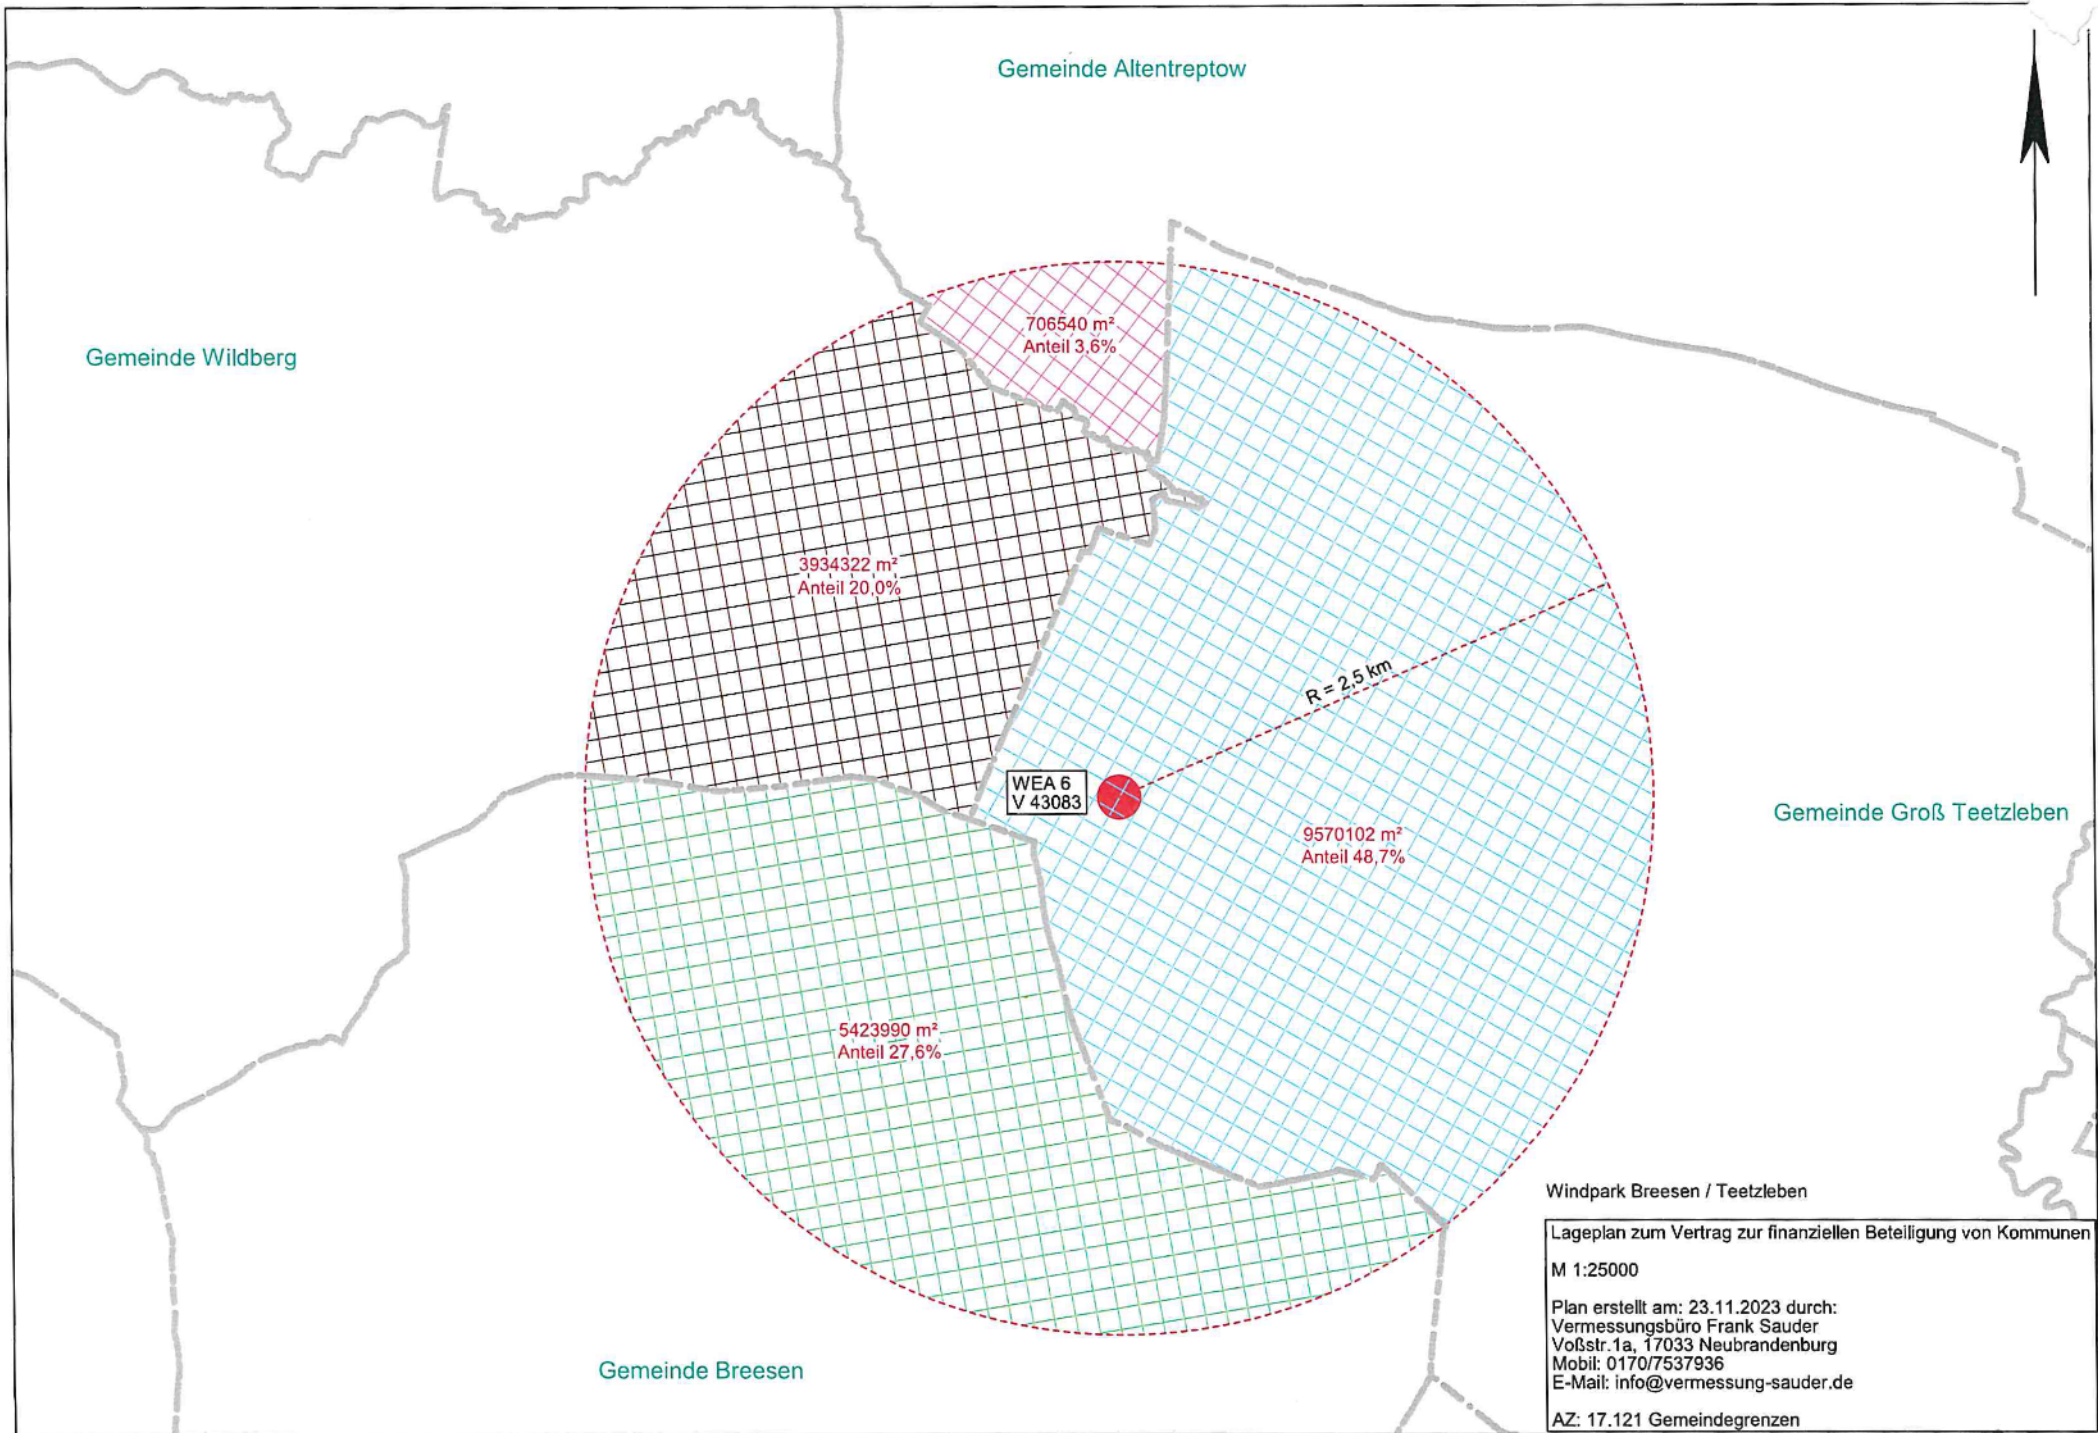 Gemeinde Altentreptow
706540 m²
Anteil 3,6%
Gemeinde Wildberg
3934322 m²
Anteil 20,0%
R = 2,5 km
WEA 6
V 43083
Gemeinde Groß Teetzleben
9570102 m²
Anteil 48,7%
5423990 m²
Anteil 27,6%
Gemeinde Breesen
Windpark Breesen / Teetzleben
Lageplan zum Vertrag zur finanziellen Beteiligung von Kommunen
M 1:25000
Plan erstellt am: 23.11.2023 durch:
Vermessungsbüro Frank Sauder
Voßstr.1a, 17033 Neubrandenburg
Mobil: 0170/7537936
E-Mail: info@vermessung-sauder.de
AZ: 17.121 Gemeindegrenzen